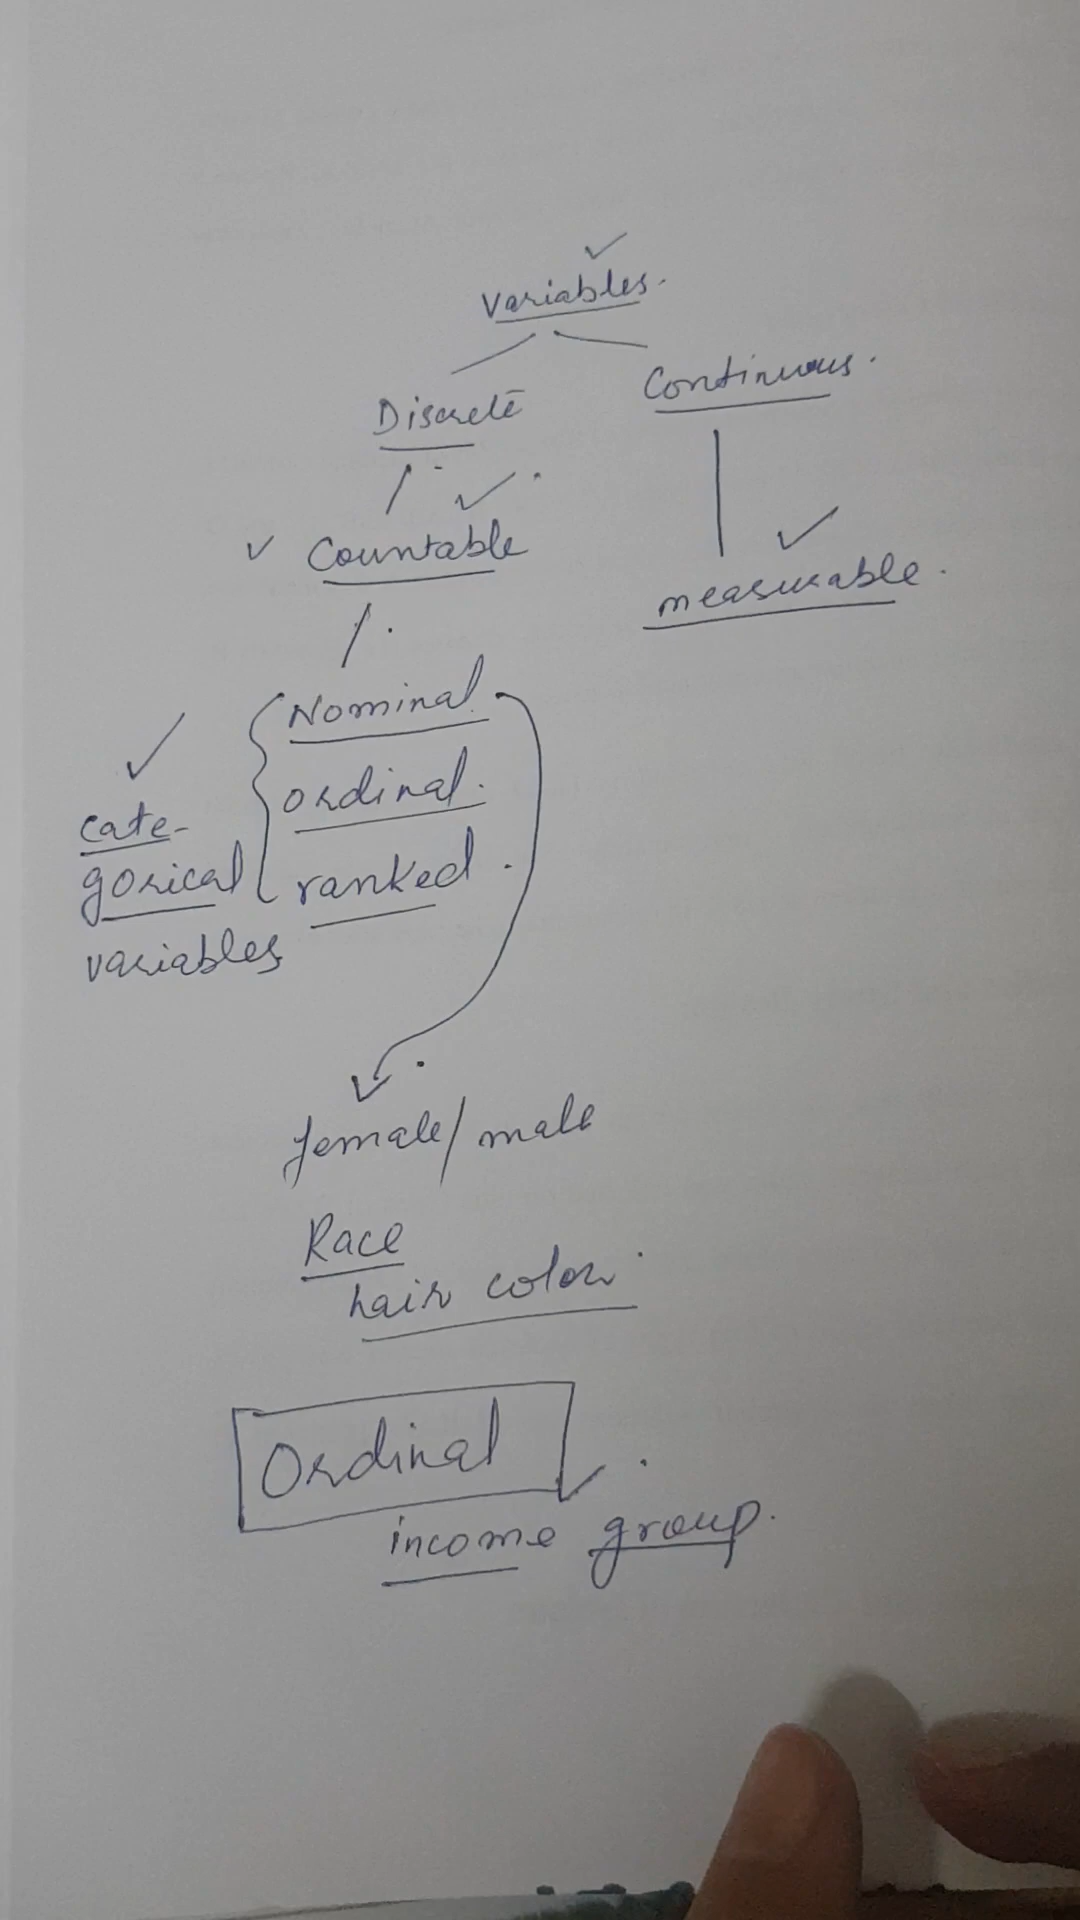 Variables.
Discrete
Continuous.
Countable
measurable.
Nominal
ordinal.
ranked.
cate-
gorical
variables
female/male
Race
hair color.
Ordinal
income group.